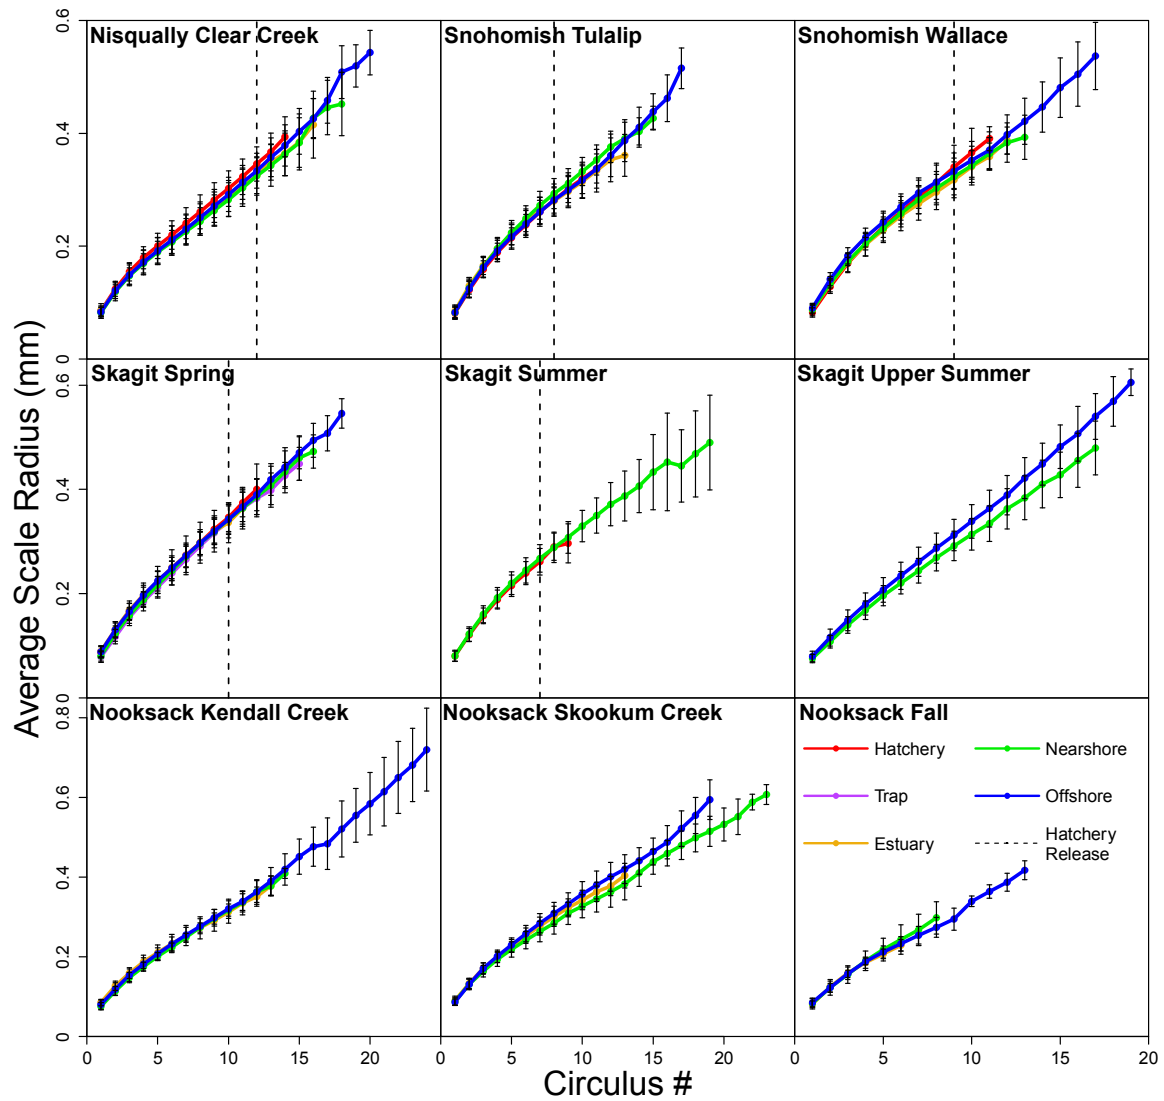 Nisqually Clear Creek
Snohomish Tulalip
Snohomish Wallace
0.6
0.4
0.2
0
Skagit Spring
Skagit Summer
Skagit Upper Summer
0.6
0.4
0.2
0
Average Scale Radius (mm)
Nooksack Kendall Creek
Nooksack Skookum Creek
Nooksack Fall
Hatchery
Nearshore
Trap
Offshore
Estuary
Hatchery
Release
0.8
0.6
0.4
0.2
0
0 5 10 15 20
0 5 10 15 20
0 5 10 15 20
Circulus #